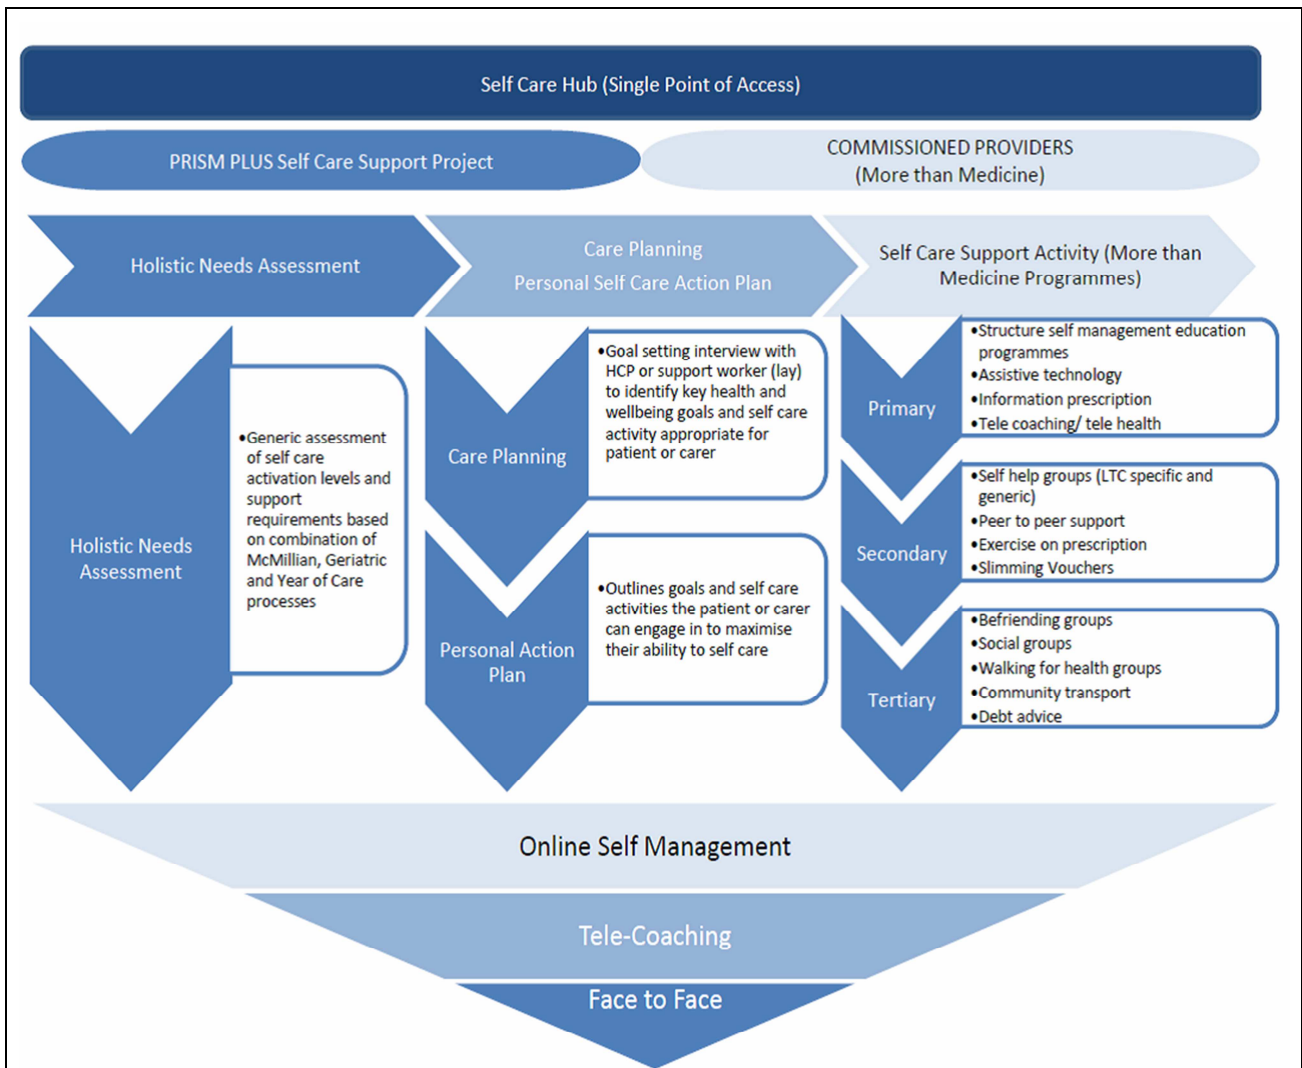 Self Care Hub (Single Point of Access)
PRISM PLUS Self Care Support Project
COMMISSIONED PROVIDERS
(More than Medicine)
Holistic Needs Assessment
Care Planning
Personal Self Care Action Plan
Self Care Support Activity (More than
Medicine Programmes)
Holistic Needs
Assessment
•Generic assessment
of self care
activation levels and
support
requirements based
on combination of
McMillian, Geriatric
and Year of Care
processes
Care Planning
•Goal setting interview with
HCP or support worker (lay)
to identify key health and
wellbeing goals and self care
activity appropriate for
patient or carer
Personal Action
Plan
•Outlines goals and self care
activities the patient or carer
can engage in to maximise
their ability to self care
Primary
•Structure self management education
programmes
•Assistive technology
•Information prescription
•Tele coaching/ tele health
Secondary
•Self help groups (LTC specific and
generic)
•Peer to peer support
•Exercise on prescription
•Slimming Vouchers
Tertiary
•Befriending groups
•Social groups
•Walking for health groups
•Community transport
•Debt advice
Online Self Management
Tele-Coaching
Face to Face